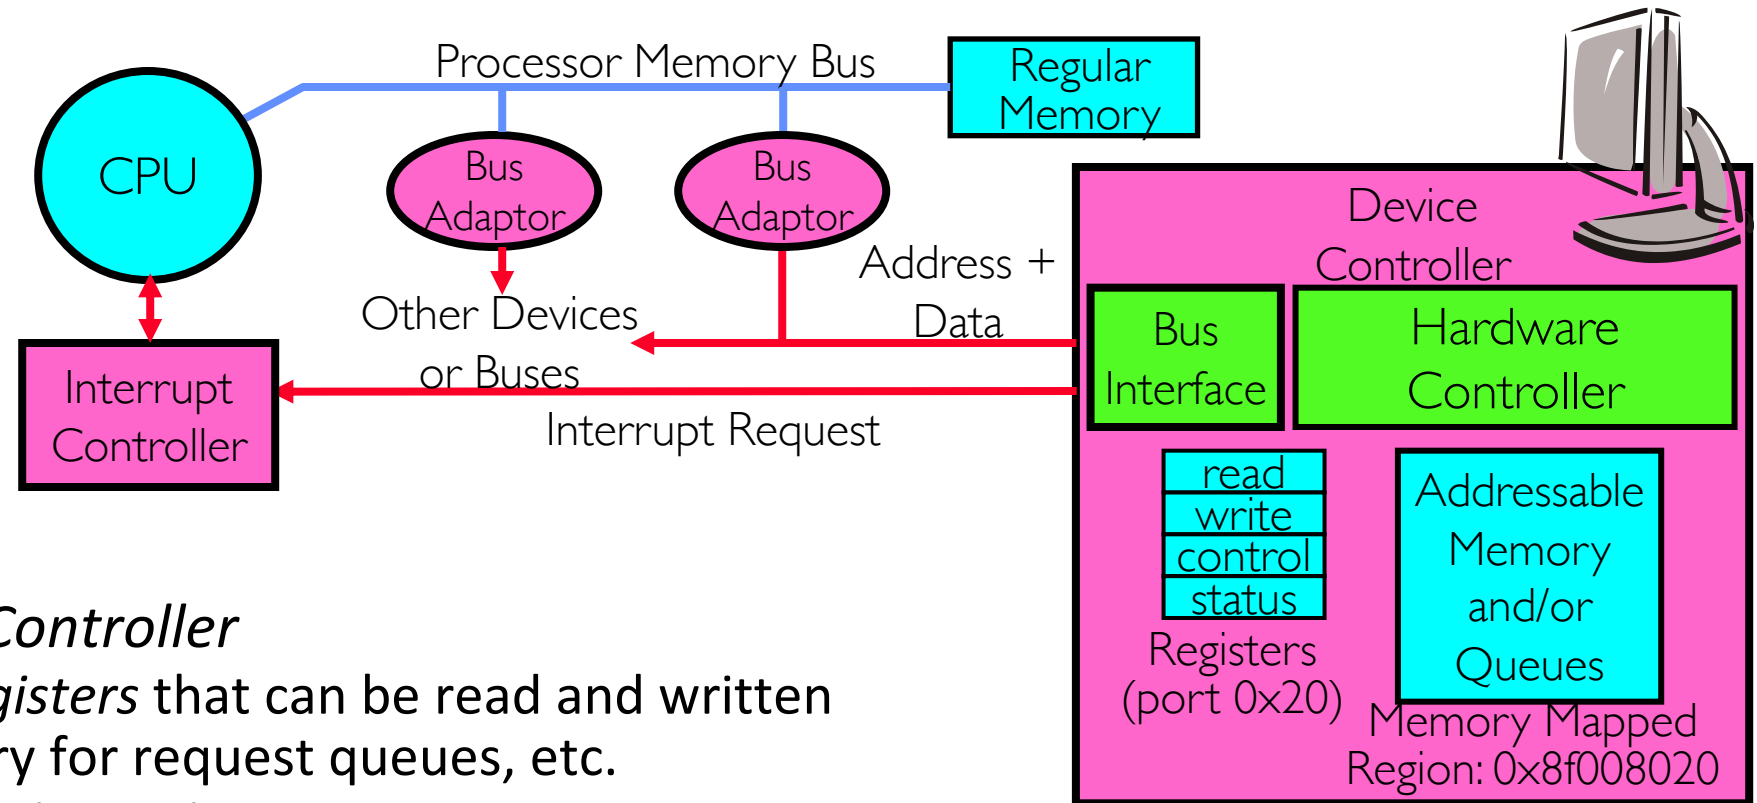 Processor Memory Bus
Regular
Memory
CPU
Bus
Adaptor
Bus
Adaptor
Device
Controller
Address +
Data
Other Devices
or Buses
Bus
Interface
Hardware
Controller
Interrupt
Controller
Interrupt Request
read
write
control
status
Registers
(port 0x20)
Addressable
Memory
and/or
Queues
Memory Mapped
Region: 0x8f008020
Controller
gisters that can be read and written
ry for request queues, etc.